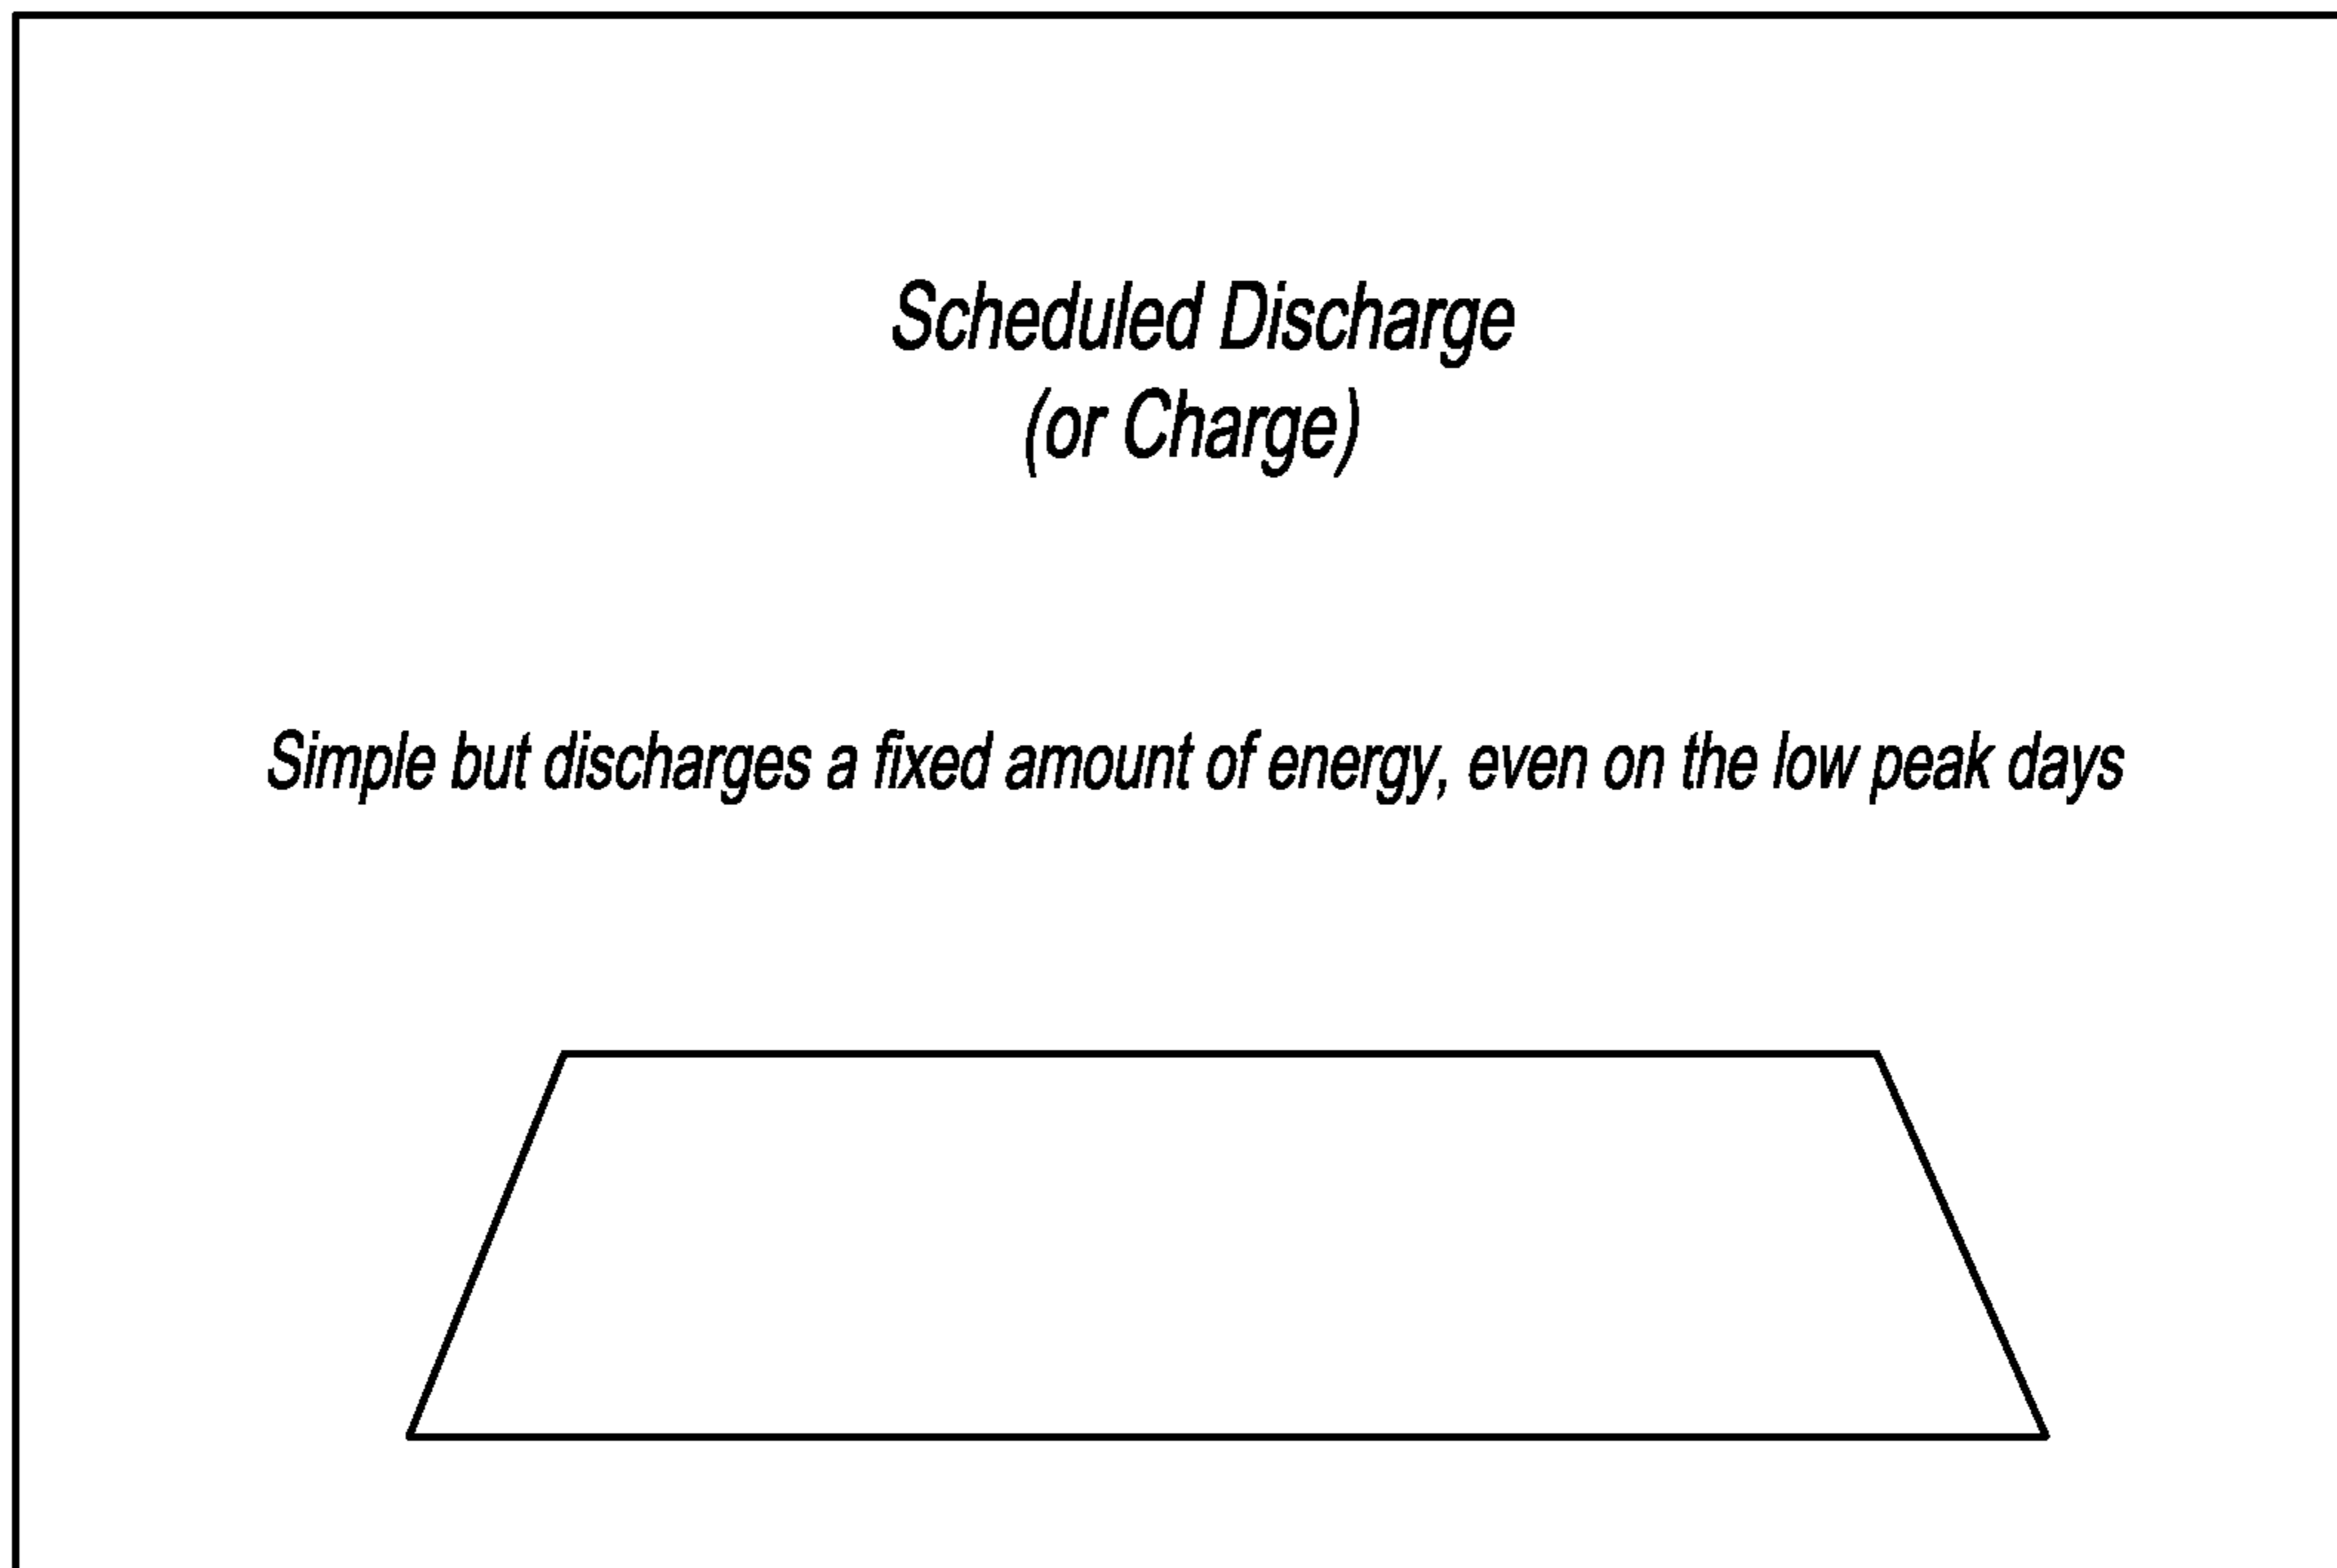 Scheduled Discharge
(or Charge)
Simple but discharges a fixed amount of energy, even on the low peak days